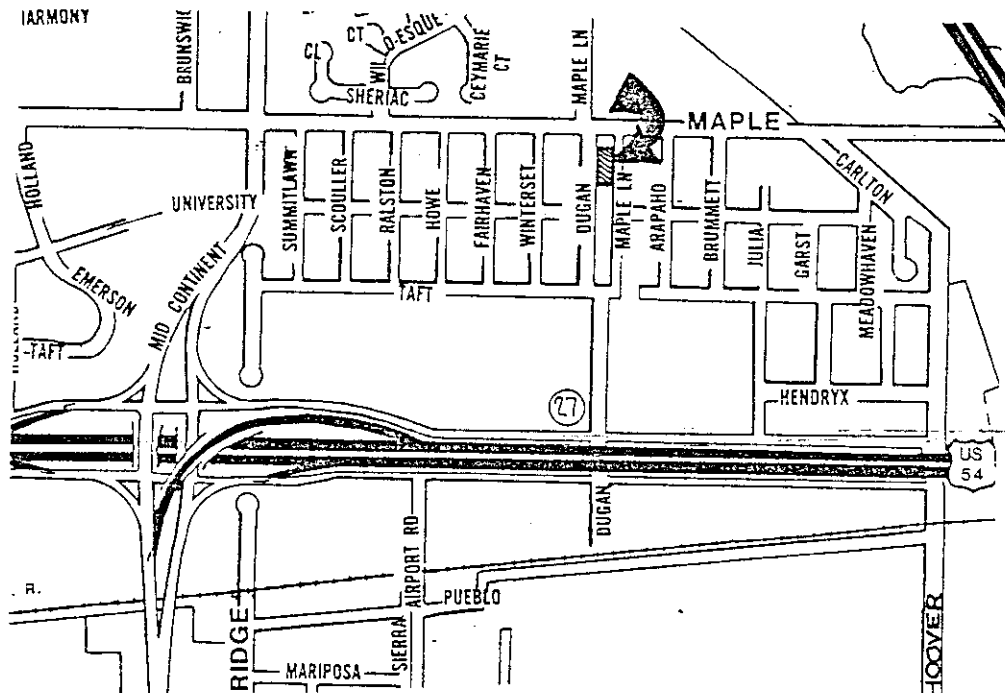 IARMONY
BRUNSWIC
CT
WIL
O-ESQUE
CL
SHERIAC
CEYMARIE
CT
MAPLE LN
MAPLE
CARLTON
HOLLAND
UNIVERSITY
SUMMITLAWN
SCOULLER
RALSTON
HOWE
FAIRHAVEN
WINTERSET
DUGAN
MAPLE LN
ARAPAHO
BRUMMETT
JULIA
GARST
MEADOWHAVEN
EMERSON
MID CONTINENT
TAFT
-TAFT
HENDRYX
27
US
54
DUGAN
AIRPORT RD
PUEBLO
R.
RIDGE
SIERRA
MARIPOSA
HOOVER